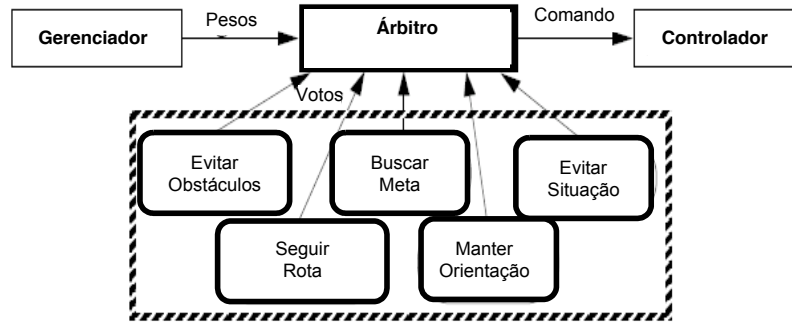 Gerenciador
Pesos
Árbitro
Comando
Controlador
Votos
Evitar
Obstáculos
Buscar
Meta
Evitar
Situação
Seguir
Rota
Manter
Orientação